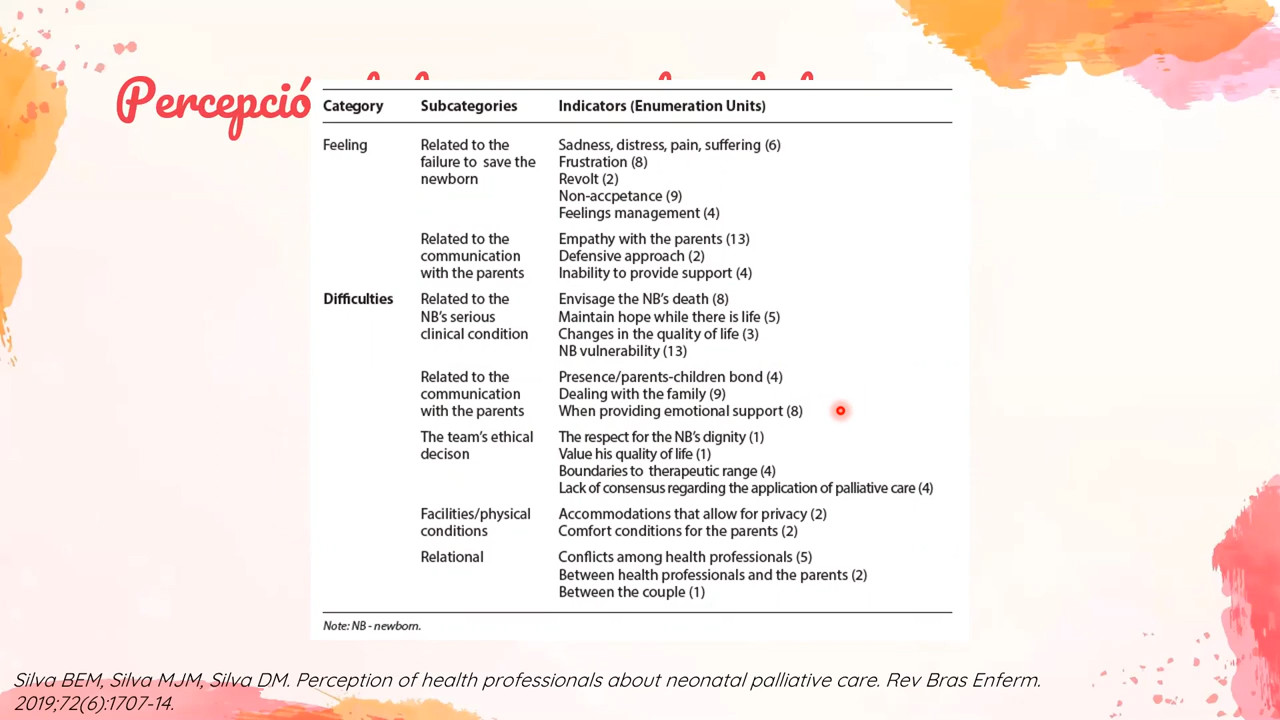 Percepció
Category Subcategories Indicators (Enumeration Units)
Feeling Related to the Sadness, distress, pain, suffering (6)
failure to save the Frustration (8)
newborn Revolt (2)
Non-accpetance (9)
Feelings management (4)
Related to the Empathy with the parents (13)
communication Defensive approach (2)
with the parents Inability to provide support (4)
Difficulties Related to the Envisage the NB's death (8)
NB's serious Maintain hope while there is life (5)
clinical condition Changes in the quality of life (3)
NB vulnerability (13)
Related to the Presence/parents-children bond (4)
communication Dealing with the family (9)
with the parents When providing emotional support (8)
The team's ethical The respect for the NB's dignity (1)
decison Value his quality of life (1)
Boundaries to therapeutic range (4)
Lack of consensus regarding the application of palliative care (4)
Facilities/physical Accommodations that allow for privacy (2)
conditions Comfort conditions for the parents (2)
Relational Conflicts among health professionals (5)
Between health professionals and the parents (2)
Between the couple (1)
Note: NB - newborn.
Silva BEM, Silva MJM, Silva DM. Perception of health professionals about neonatal palliative care. Rev Bras Enferm.
2019;72(6):1707-14.